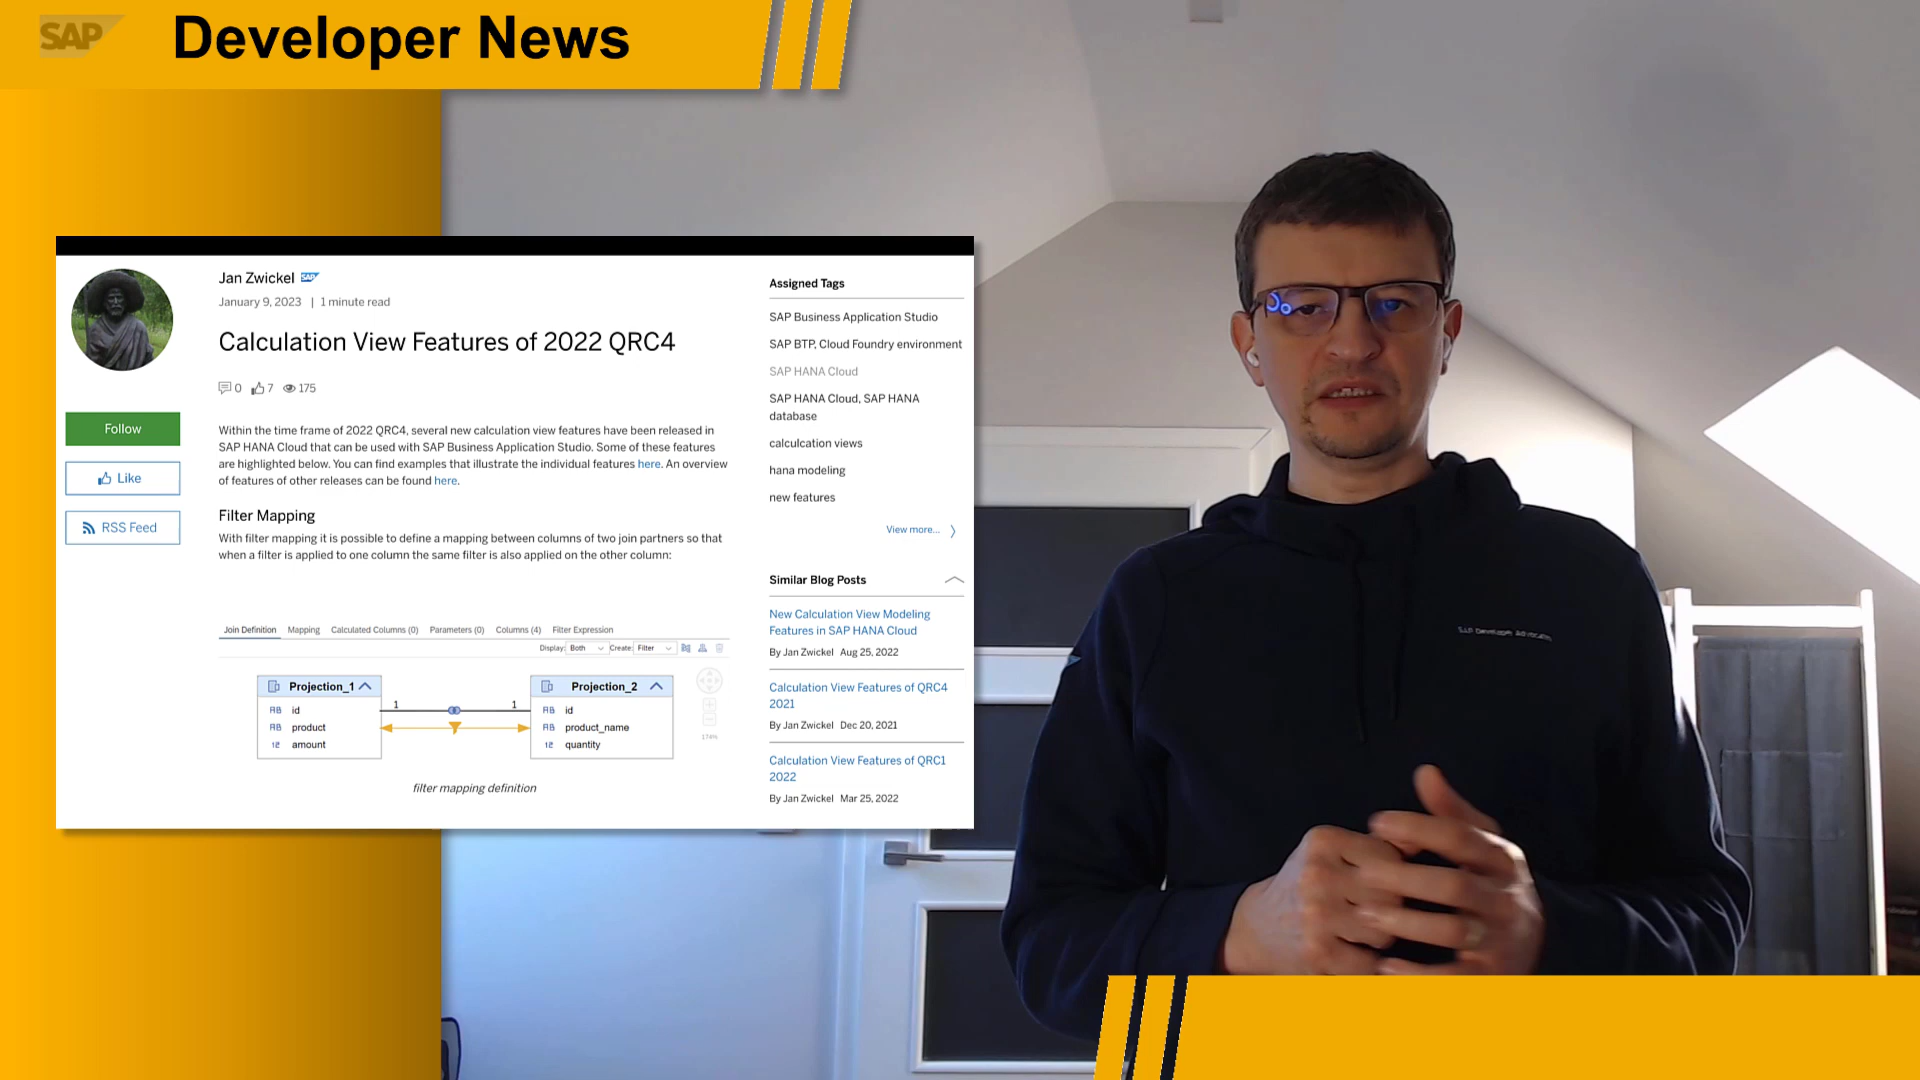 SAP
Developer News
Jan Zwickel SAP
January 9, 2023 | 1 minute read
Calculation View Features of 2022 QRC4
0 7 175
Follow
Like
RSS Feed
Within the time frame of 2022 QRC4, several new calculation view features have been released in
SAP HANA Cloud that can be used with SAP Business Application Studio. Some of these features
are highlighted below. You can find examples that illustrate the individual features here. An overview
of features of other releases can be found here.
Filter Mapping
With filter mapping it is possible to define a mapping between columns of two join partners so that
when a filter is applied to one column the same filter is also applied on the other column:
Join Definition Mapping Calculated Columns (0) Parameters (0) Columns (4) Filter Expression
Display: Both Create: Filter
Projection_1
AB id
AB product
12 amount
1 1
Projection_2
AB id
AB product_name
12 quantity
174%
filter mapping definition
Assigned Tags
SAP Business Application Studio
SAP BTP, Cloud Foundry environment
SAP HANA Cloud
SAP HANA Cloud, SAP HANA
database
calculcation views
hana modeling
new features
View more...
Similar Blog Posts
New Calculation View Modeling
Features in SAP HANA Cloud
By Jan Zwickel Aug 25, 2022
Calculation View Features of QRC4
2021
By Jan Zwickel Dec 20, 2021
Calculation View Features of QRC1
2022
By Jan Zwickel Mar 25, 2022
SAP Developer Advocates